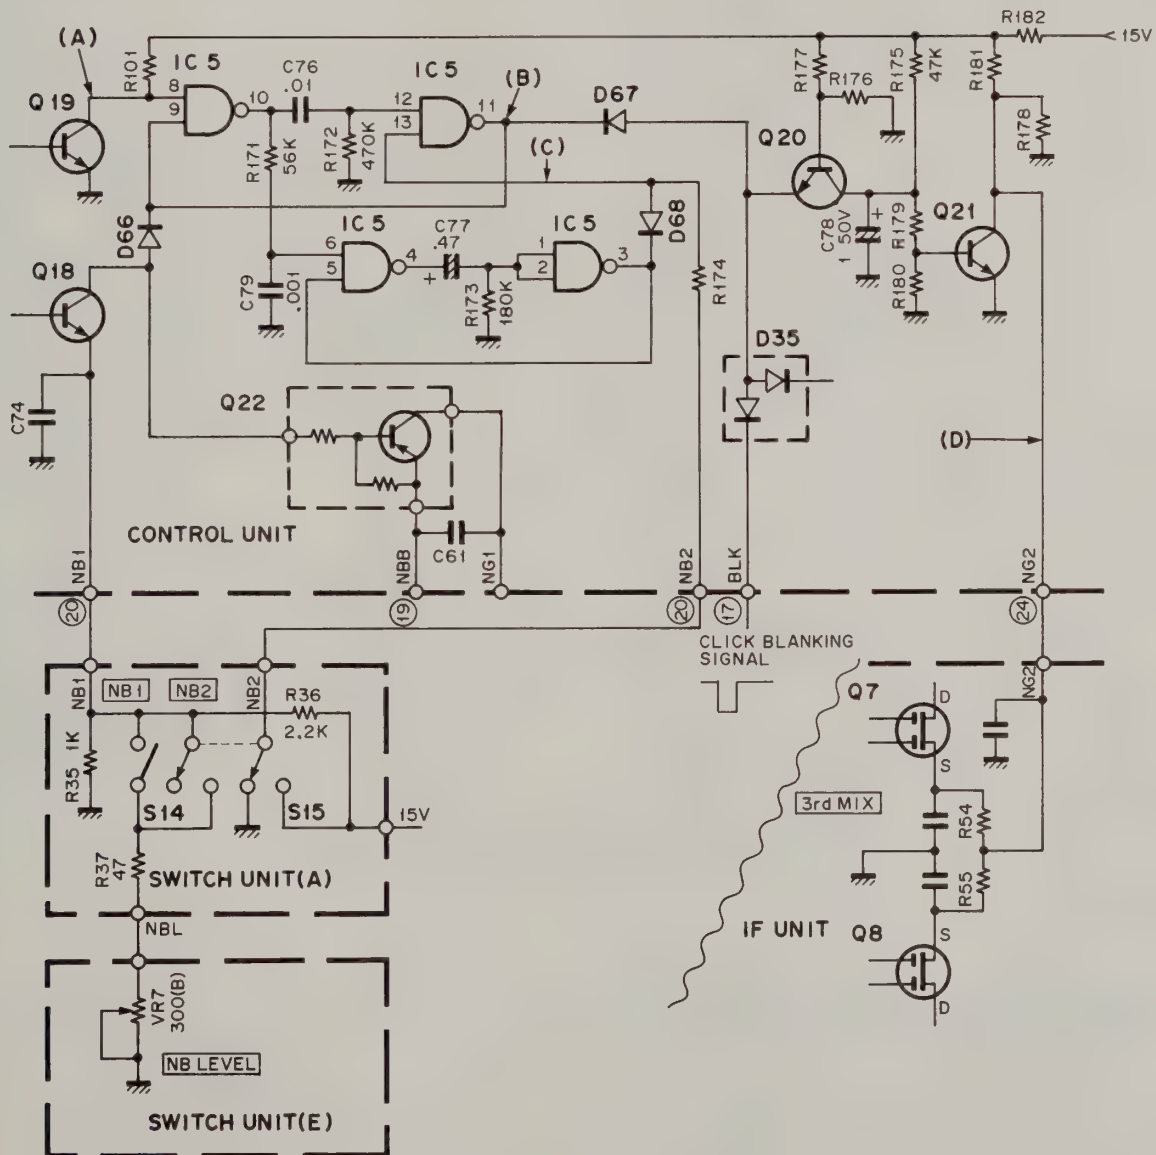 (A)
R101
IC 5
C76
.01
IC 5
(B)
D67
R177
R176
R175
47K
R181
R182
15V
R178
Q19
8
9
10
12
13
11
R171
56K
R172
470K
(C)
Q20
D66
IC 5
C77
.47
IC 5
D68
C78
1 50V
+
R179
R180
Q21
Q18
6
5
4
+
1
2
3
C79
.001
R173
180K
R174
D35
C74
Q22
(D)
CONTROL UNIT
C61
NB1
NBB
NG1
NB2
BLK
NG2
20
19
20
17
24
CLICK BLANKING
SIGNAL
NB1
NB1
NB2
NB2
R36
2.2K
R35 1K
S14
S15
15V
R37
47
SWITCH UNIT(A)
NBL
VR7
300(B)
NB LEVEL
SWITCH UNIT(E)
NG2
Q7
D
S
3rd MIX
R54
R55
IF UNIT
Q8
S
D